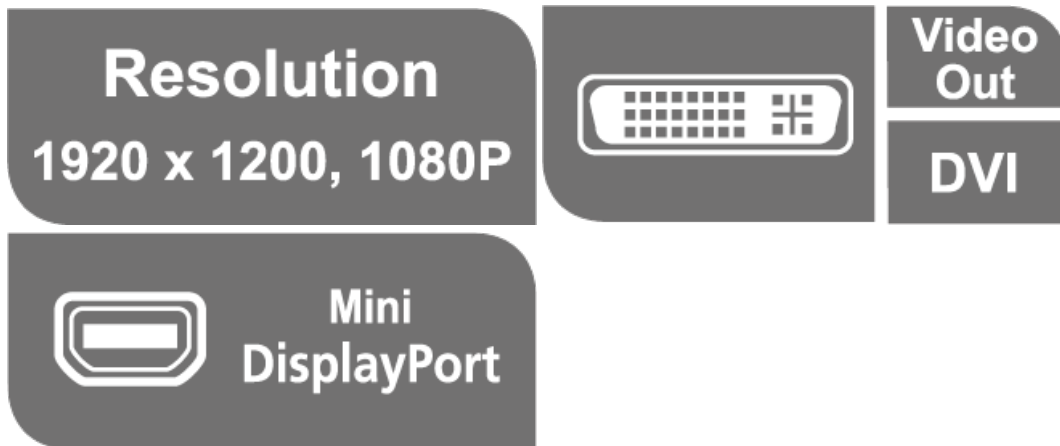 Resolution
1920 x 1200, 1080P
Video
Out
DVI
Mini
DisplayPort